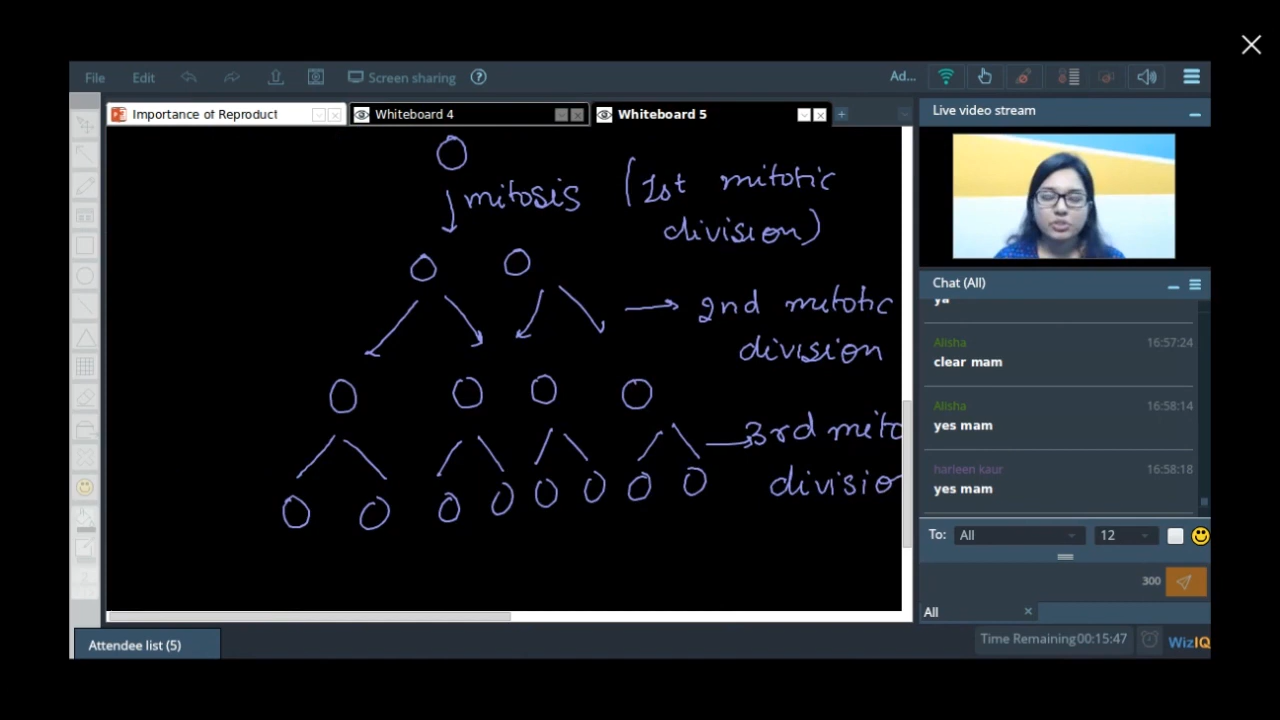 File Edit Screen sharing ? Ad...
Importance of Reproduct
Whiteboard 4
Whiteboard 5
mitosis (1st mitotic
division)
2nd mitotic
division
3rd mito
division
Live video stream
Chat (All)
ya
Alisha 16:57:24
clear mam
Alisha 16:58:14
yes mam
harleen kaur 16:58:18
yes mam
To: All 12
300
All
Attendee list (5)
Time Remaining 00:15:47
WizIQ